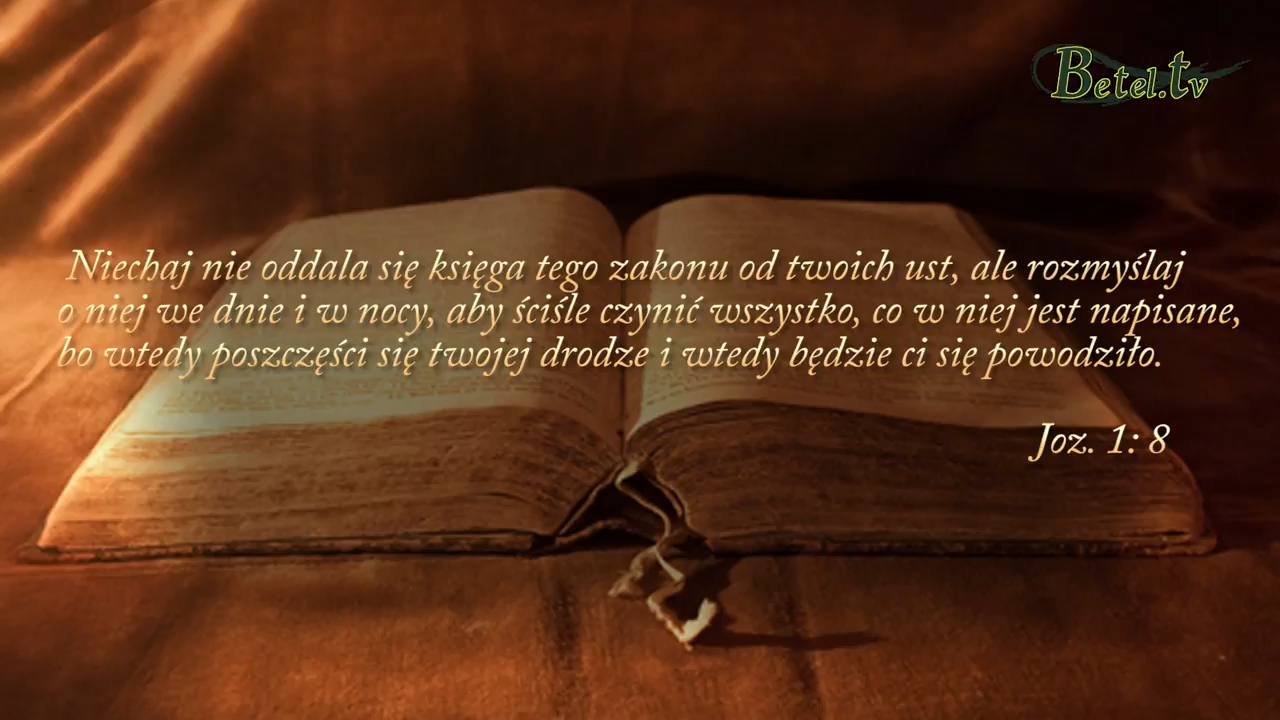 Betel.tv
Niechaj nie oddala się księga tego zakonu od twoich ust, ale rozmyślaj
o niej we dnie i w nocy, aby ściśle czynić wszystko, co w niej jest napisane,
bo wtedy poszczęści się twojej drodze i wtedy będzie ci się powodziło.
Joz. 1: 8